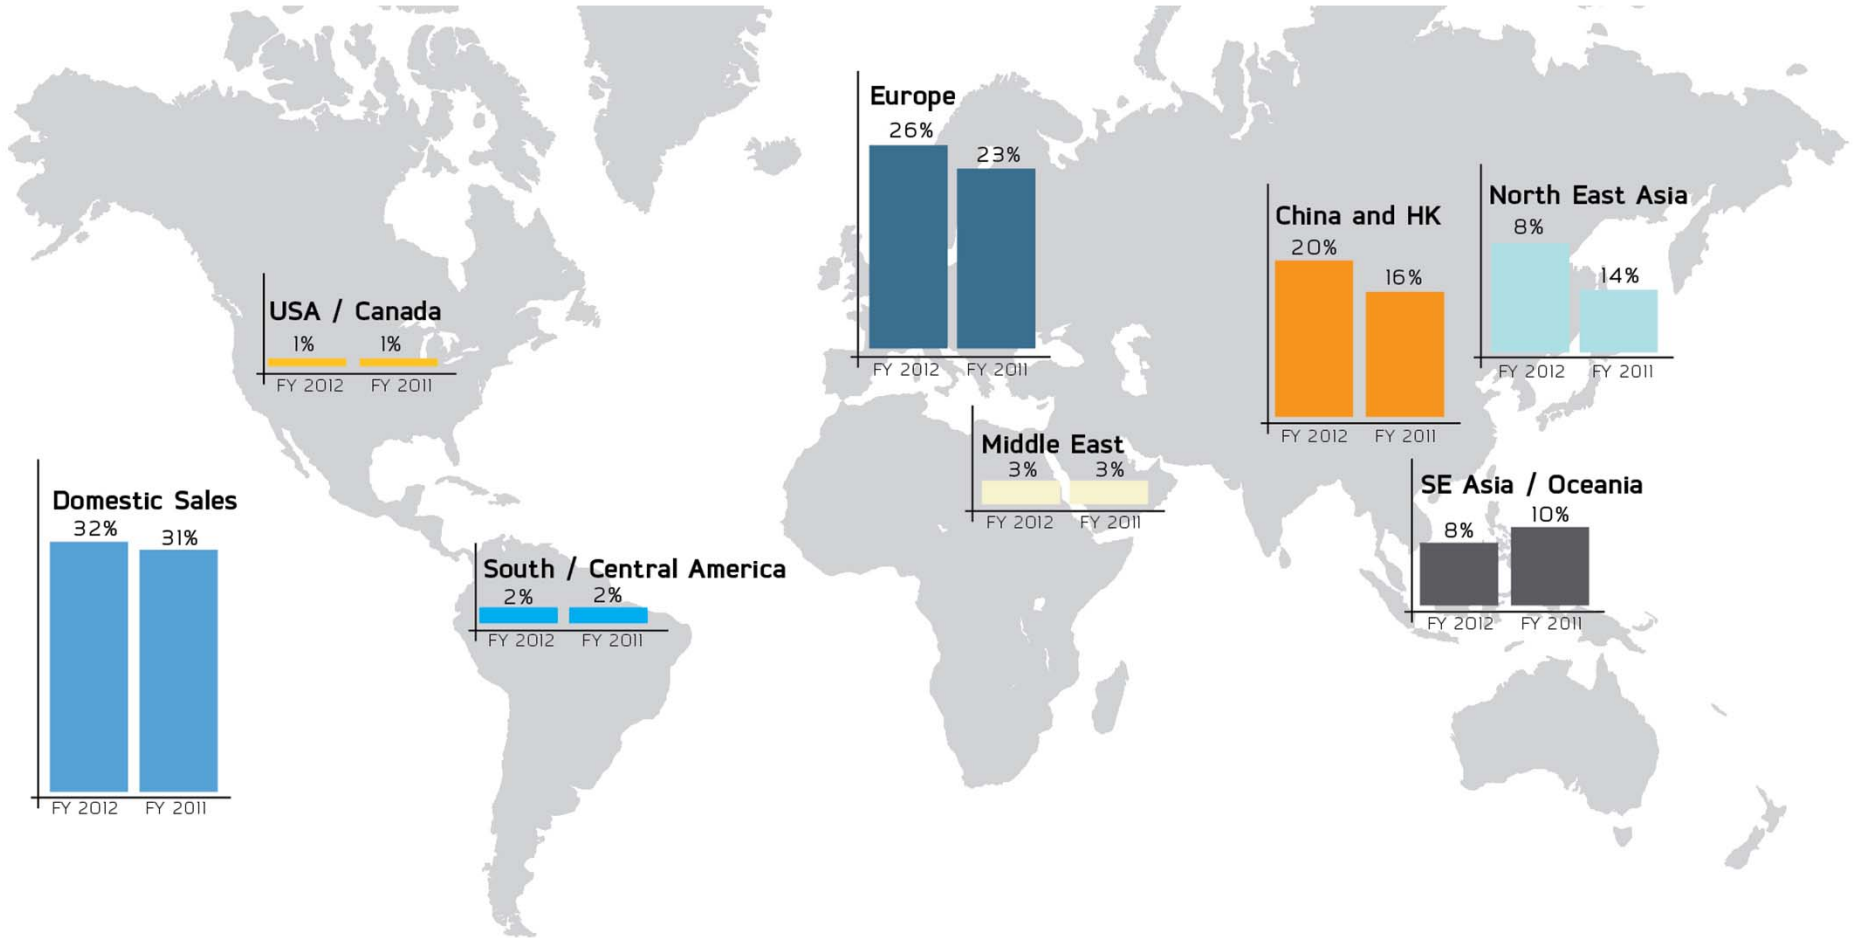 Europe
26%
23%
FY 2012 FY 2011
North East Asia
8%
14%
FY 2012 FY 2011
China and HK
20%
16%
FY 2012 FY 2011
USA / Canada
1% 1%
FY 2012 FY 2011
Middle East
3% 3%
FY 2012 FY 2011
Domestic Sales
32%
31%
FY 2012 FY 2011
SE Asia / Oceania
8%
10%
FY 2012 FY 2011
South / Central America
2% 2%
FY 2012 FY 2011